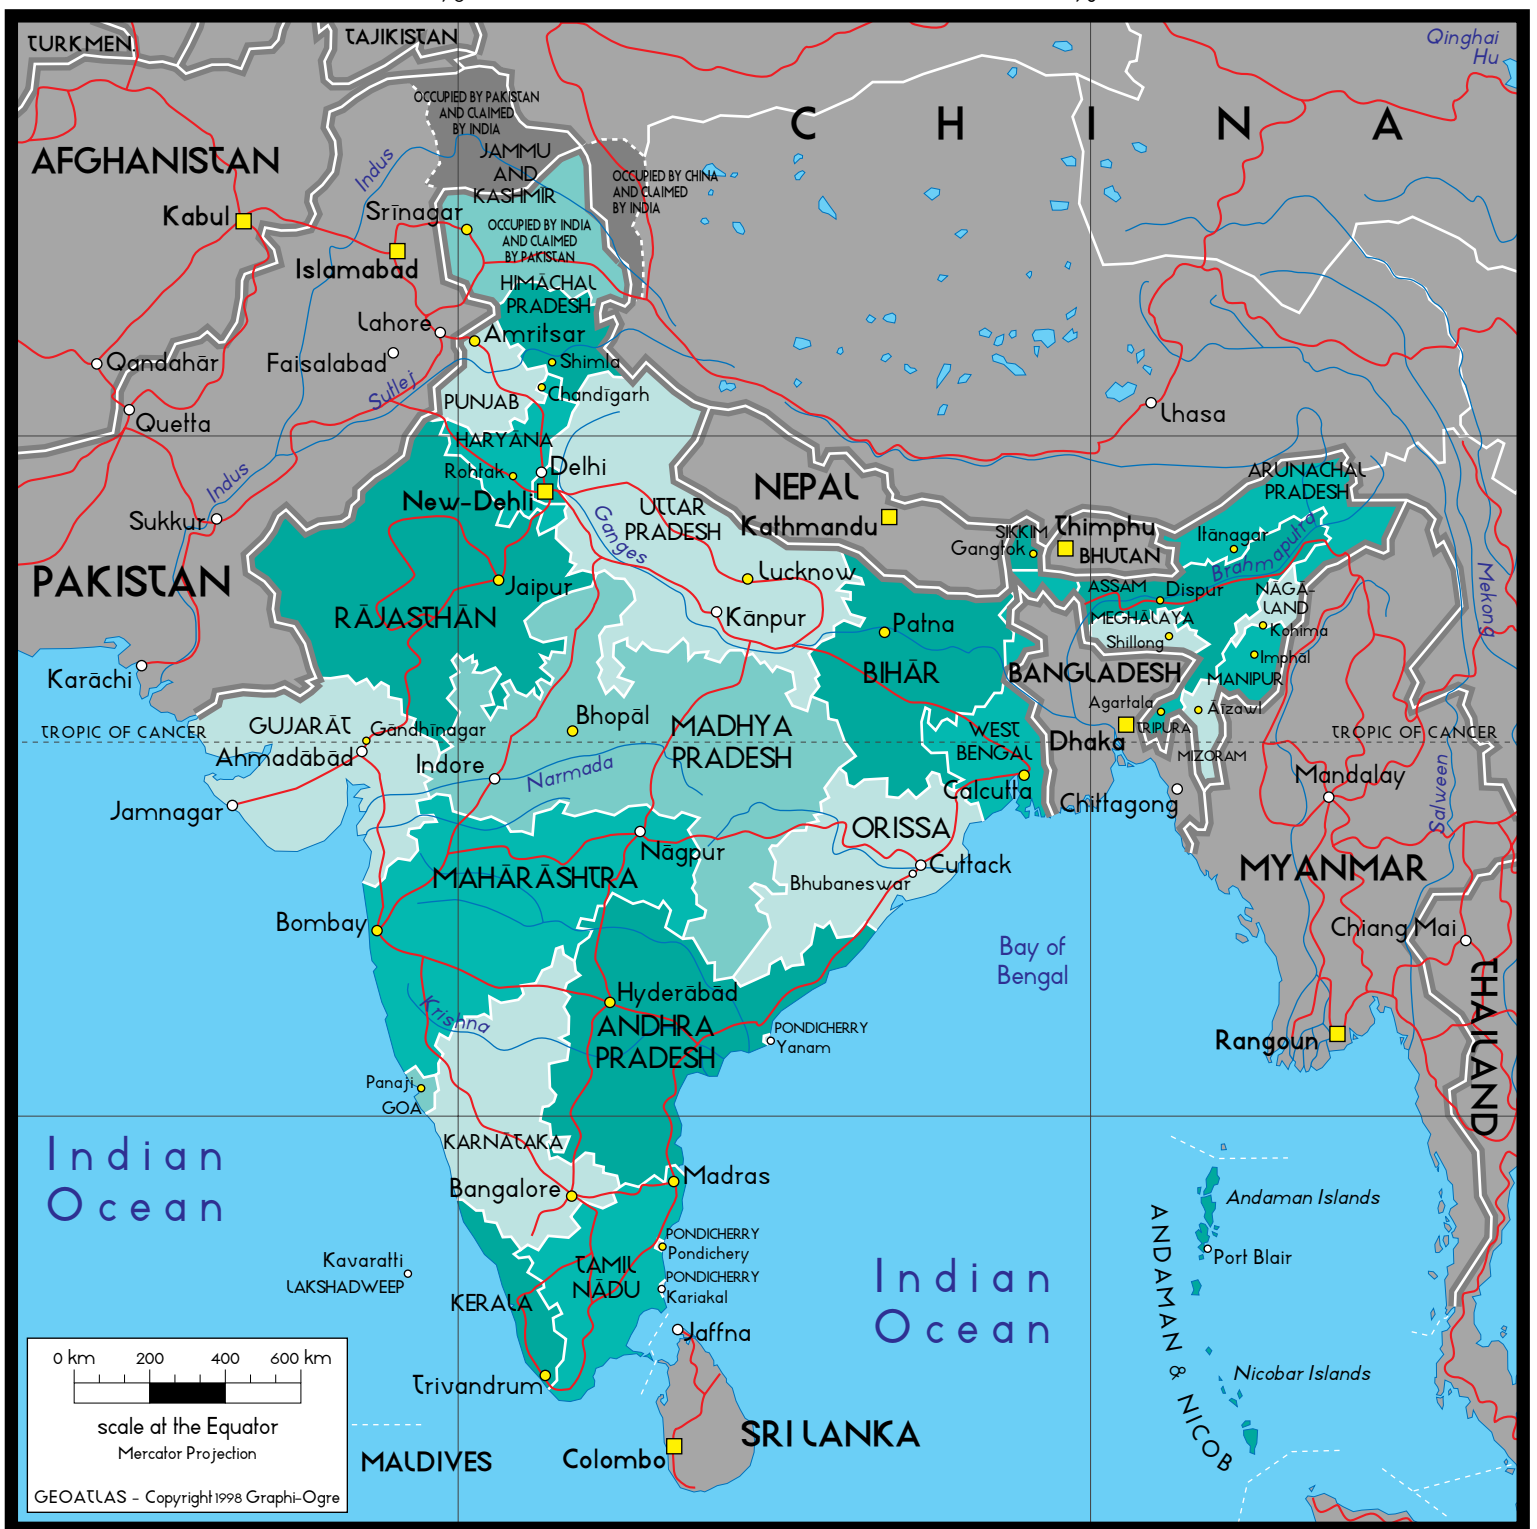 TURKMEN.
TAJIKISTAN
Qinghai
Hu
OCCUPIED BY PAKISTAN
AND CLAIMED
BY INDIA
C H I N A
AFGHANISTAN
Indus
JAMMU
AND
KASHMIR
OCCUPIED BY CHINA
AND CLAIMED
BY INDIA
Kabul
Srīnagar
OCCUPIED BY INDIA
AND CLAIMED
BY PAKISTAN
Islamabad
HIMĀCHAL
PRADESH
Lahore
Amritsar
Faisalabad
Shimla
Qandahār
Sutlej
Chandīgarh
PUNJAB
Lhasa
Quetta
HARYĀNA
Rohtak
Delhi
New-Dehli
Indus
Sukkur
NEPAL
Kathmandu
UTTAR
PRADESH
Ganges
SIKKIM
Gangtok
Thimphu
BHUTAN
ARUNACHAL
PRADESH
Itānagar
Brahmaputra
PAKISTAN
Jaipur
Lucknow
ASSAM
Dispur
NĀGĀ-
LAND
Mekong
RĀJASTHĀN
Kānpur
Patna
MEGHĀLAYA
Shillong
Kohima
Imphāl
Karāchi
BIHĀR
BANGLADESH
MANIPUR
TROPIC OF CANCER
GUJARĀT
Gandhīnagar
Ahmadābād
Bhopāl
MADHYA
PRADESH
WEST
BENGAL
Agartala
TRIPURA
Āīzawl
Dhaka
MIZORAM
TROPIC OF CANCER
Indore
Narmada
Jamnagar
Calcutta
Chittagong
Mandalay
Salween
ORISSA
Nāgpur
MAHĀRĀSHTRA
Cuttack
Bhubaneswar
MYANMAR
Bombay
Chiang Mai
Bay of
Bengal
THAILAND
Hyderābād
Krishna
ANDHRA
PRADESH
PONDICHERRY
Yanam
Rangoun
Panaji
GOA
Indian
Ocean
KARNĀTAKA
Bangalore
Madras
Andaman Islands
PONDICHERRY
Pondichery
Port Blair
Kavaratti
LAKSHADWEEP
TAMIL
NĀDU
PONDICHERRY
Kariakal
KERALA
Indian
Ocean
Jaffna
ANDAMAN & NICOB
Nicobar Islands
Trivandrum
0 km 200 400 600 km
scale at the Equator
Mercator Projection
SRI LANKA
Colombo
MALDIVES
GEOATLAS - Copyright 1998 Graphi-Ogre